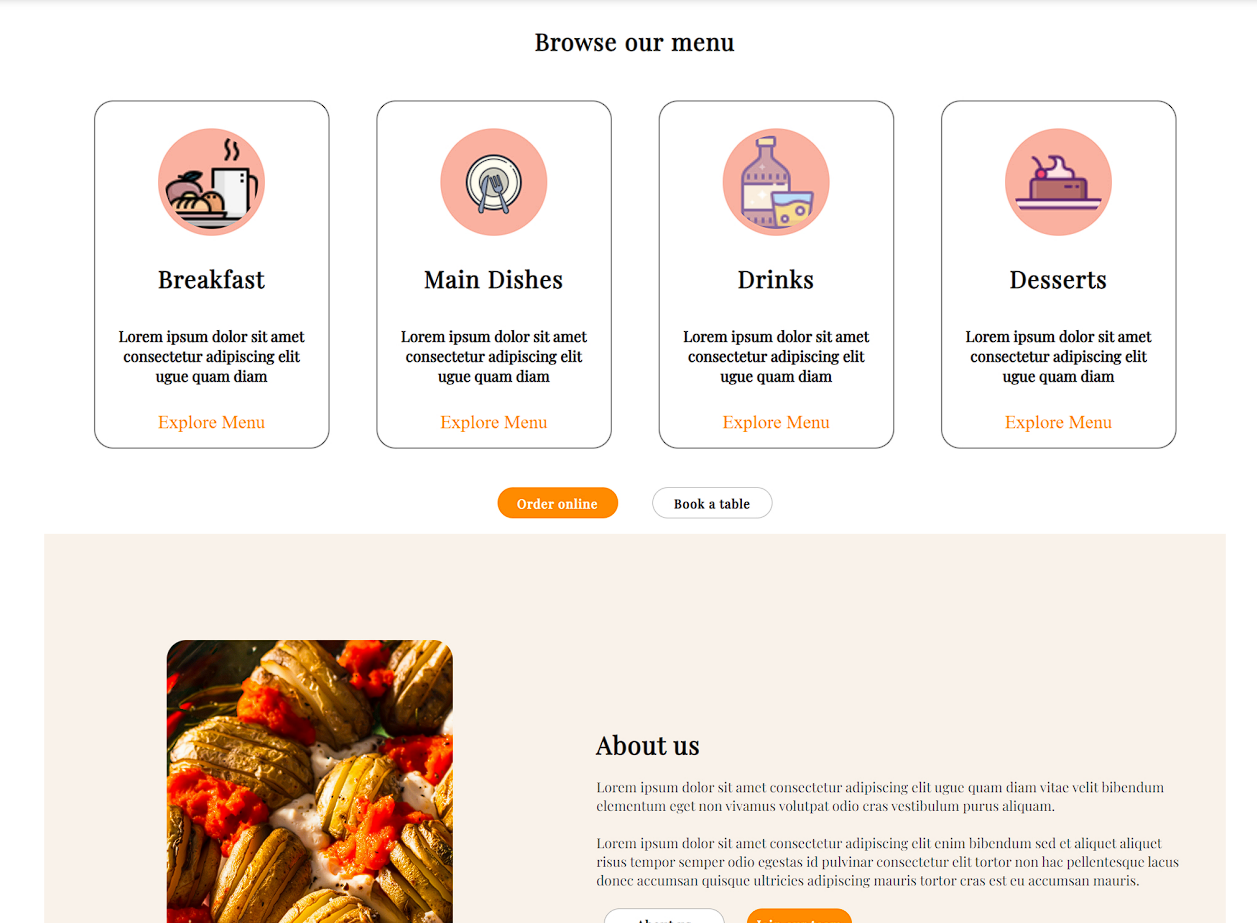 Browse our menu
Breakfast
Lorem ipsum dolor sit amet
consectetur adipiscing elit
ugue quam diam
Explore Menu
Main Dishes
Lorem ipsum dolor sit amet
consectetur adipiscing elit
ugue quam diam
Explore Menu
Drinks
Lorem ipsum dolor sit amet
consectetur adipiscing elit
ugue quam diam
Explore Menu
Desserts
Lorem ipsum dolor sit amet
consectetur adipiscing elit
ugue quam diam
Explore Menu
Order online
Book a table
About us
Lorem ipsum dolor sit amet consectetur adipiscing elit ugue quam diam vitae velit bibendum
elementum eget non vivamus volutpat odio cras vestibulum purus aliquam.
Lorem ipsum dolor sit amet consectetur adipiscing elit enim bibendum sed et aliquet aliquet
risus tempor semper odio egestas id pulvinar consectetur elit tortor non hac pellentesque lacus
donec accumsan quisque ultricies adipiscing mauris tortor cras est eu accumsan mauris.
About us